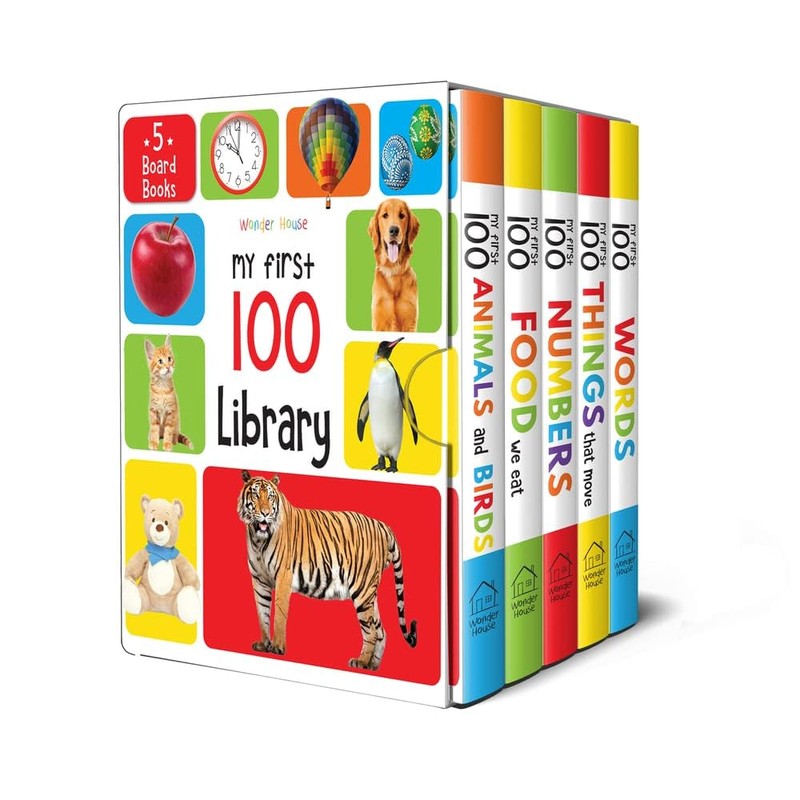 ★5★
Board
Books
Wonder House
my first
100
Library
my first
100
ANIMALS and BIRDS
Wonder
House
my first
100
FOOD we eat
Wonder
House
my first
100
NUMBERS
Wonder
House
my first
100
THINGS that move
Wonder
House
my first
100
WORDS
Wonder
House